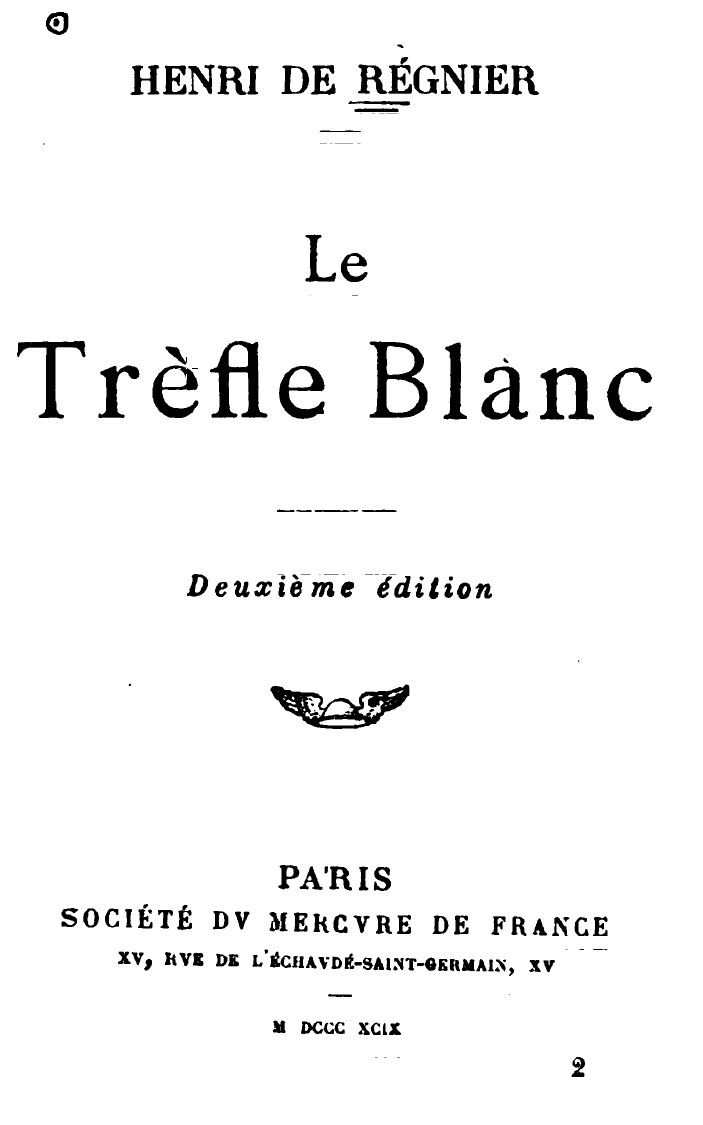 HENRI DE RÉGNIER
Le
Trèfle Blanc
Deuxième édition
PARIS
SOCIÉTÉ DV MERCVRE DE FRANCE
XV, RVE DE L'ÉCHAVDÉ-SAINT-GERMAIN, XV
M DCCC XCIX
2